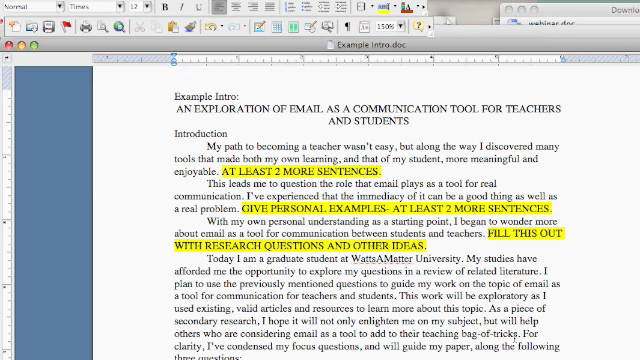 Normal
Times
12
B I U
Downlo
webinar.doc
150%
Example Intro.doc
Example Intro:
AN EXPLORATION OF EMAIL AS A COMMUNICATION TOOL FOR TEACHERS
AND STUDENTS
Introduction
My path to becoming a teacher wasn't easy, but along the way I discovered many
tools that made both my own learning, and that of my student, more meaningful and
enjoyable. AT LEAST 2 MORE SENTENCES.
This leads me to question the role that email plays as a tool for real
communication. I've experienced that the immediacy of it can be a good thing as well as
a real problem. GIVE PERSONAL EXAMPLES- AT LEAST 2 MORE SENTENCES.
With my own personal understanding as a starting point, I began to wonder more
about email as a tool for communication between students and teachers. FILL THIS OUT
WITH RESEARCH QUESTIONS AND OTHER IDEAS.
Today I am a graduate student at WattsAMatter University. My studies have
afforded me the opportunity to explore my questions in a review of related literature. I
plan to use the previously mentioned questions to guide my work on the topic of email as
a tool for communication for teachers and students. This work will be exploratory as I
used existing, valid articles and resources to learn more about this topic. As a piece of
secondary research, I hope it will not only enlighten me on my subject, but will help
others who are considering email as a tool to add to their teaching bag-of-tricks. For
clarity, I've condensed my focus questions, and will guide my paper, along the following
three questions: